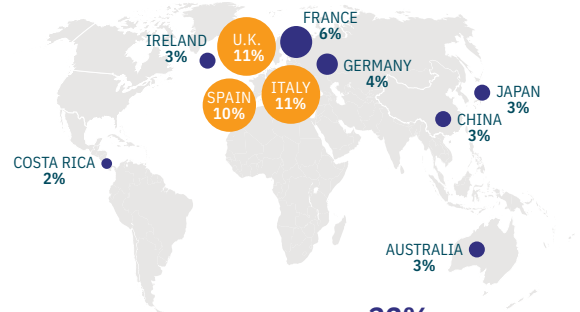 FRANCE
6%
IRELAND
3%
U.K.
11%
GERMANY
4%
SPAIN
10%
ITALY
11%
JAPAN
3%
CHINA
3%
COSTA RICA
2%
AUSTRALIA
3%